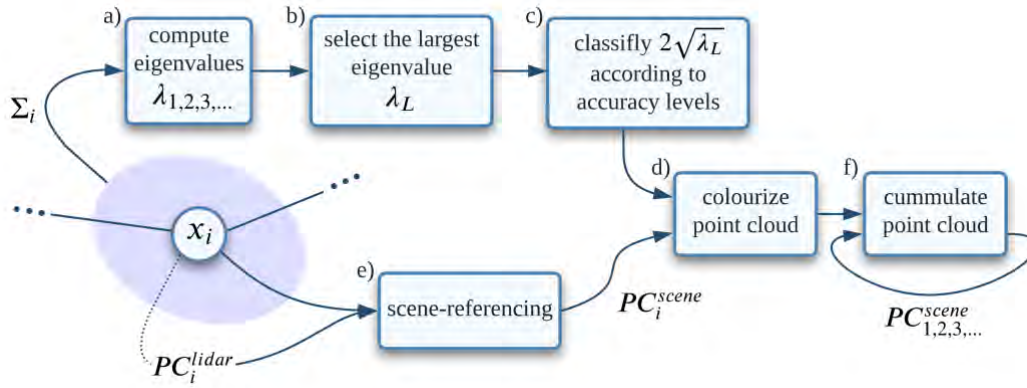 a)
compute
eigenvalues
λ1,2,3,...
b)
select the largest
eigenvalue
λL
c)
classifly 2√λL
according to
accuracy levels
Σi
xi
d)
colourize
point cloud
f)
cummulate
point cloud
e)
scene-referencing
PCi^scene
PC1,2,3,...^scene
PCi^lidar